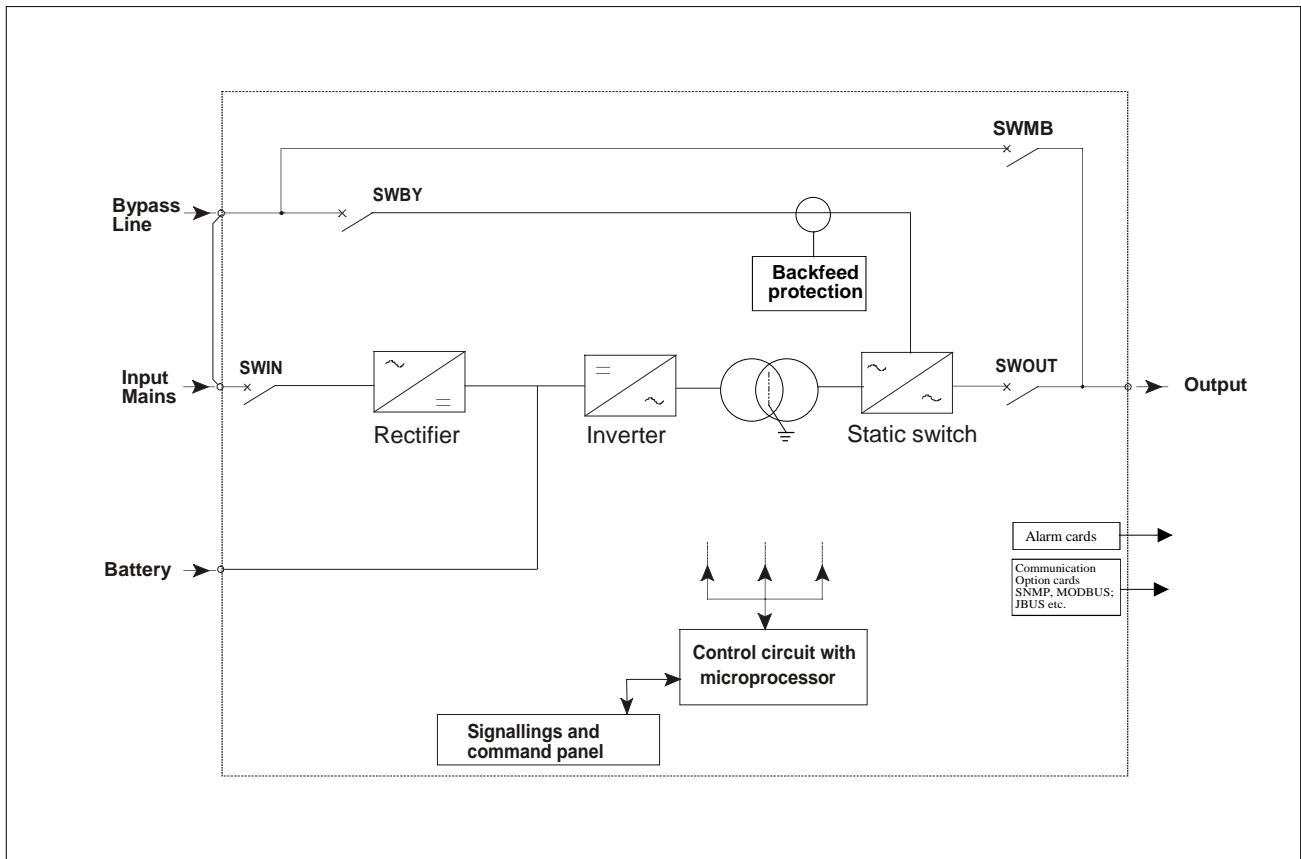 SWMB
SWBY
Bypass
Line
Backfeed
protection
SWIN
SWOUT
Input
Mains
Output
Rectifier
Inverter
Static switch
Alarm cards
Battery
Communication
Option cards
SNMP, MODBUS;
JBUS etc.
Control circuit with
microprocessor
Signallings and
command panel